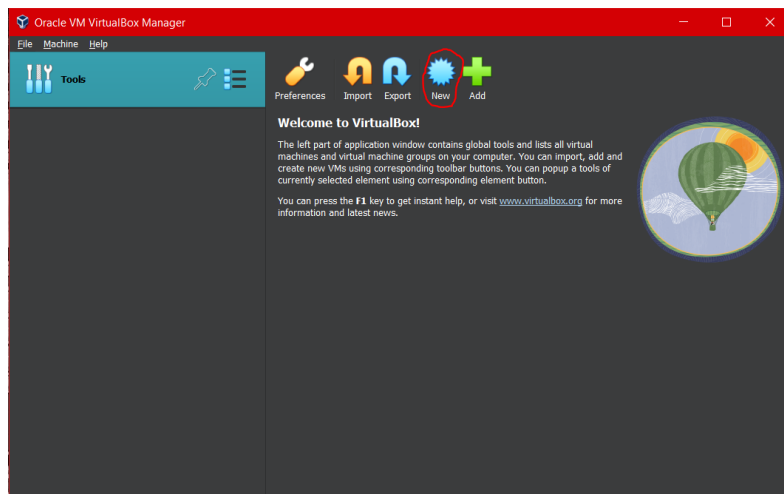 Oracle VM VirtualBox Manager
File Machine Help
Tools
Preferences Import Export New Add
Welcome to VirtualBox!
The left part of application window contains global tools and lists all virtual
machines and virtual machine groups on your computer. You can import, add and
create new VMs using corresponding toolbar buttons. You can popup a tools of
currently selected element using corresponding element button.
You can press the F1 key to get instant help, or visit www.virtualbox.org for more
information and latest news.